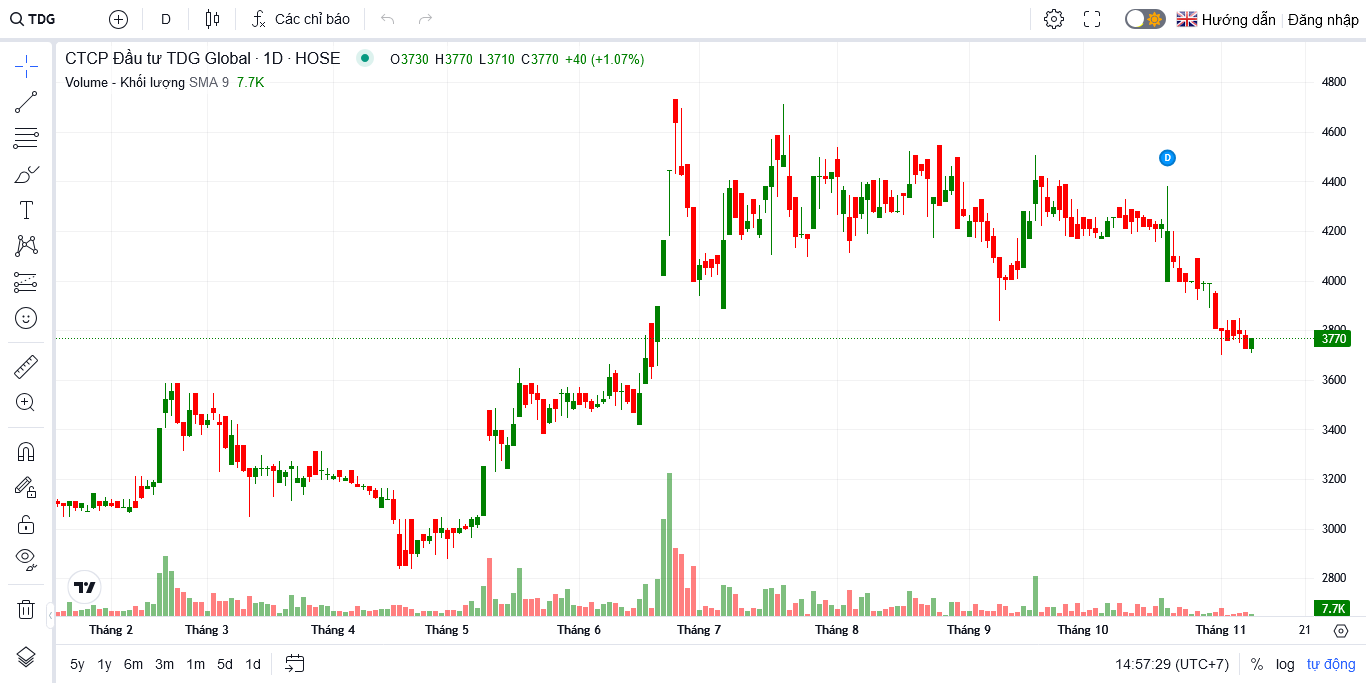 TDG D Các chỉ báo Hướng dẫn Đăng nhập
CTCP Đầu tư TDG Global · 1D · HOSE O3730 H3770 L3710 C3770 +40 (+1.07%)
Volume - Khối lượng SMA 9 7.7K
4800
4600
D
4400
4200
4000
3800
3770
3600
3400
3200
3000
2800
7.7K
Tháng 2 Tháng 3 Tháng 4 Tháng 5 Tháng 6 Tháng 7 Tháng 8 Tháng 9 Tháng 10 Tháng 11 21
5y 1y 6m 3m 1m 5d 1d 14:57:29 (UTC+7) % log tự động